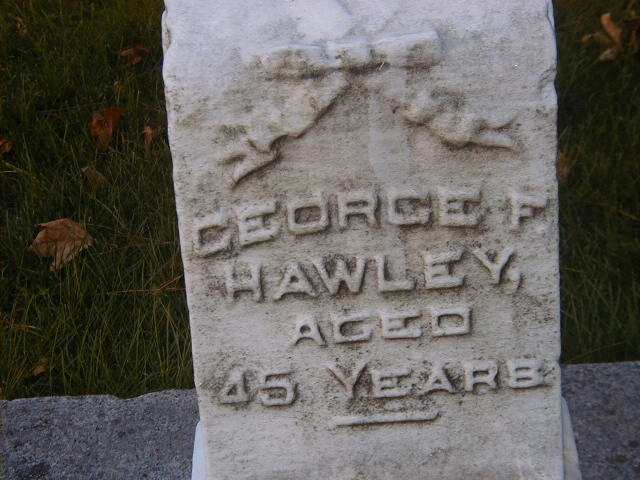 GEORGE F.
HAWLEY,
AGED
45 YEARS